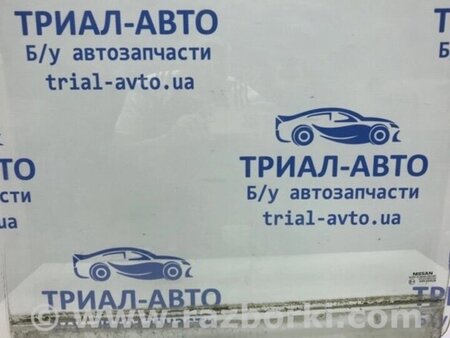 ТРИАЛ-АВТО
Б/у автозапчасти
trial-avto.ua
ТРИАЛ-АВТО
Б/у автозапчасти
trial-avto.ua
ТРИАЛ-АВТО
NISSAN
www.razborki.com